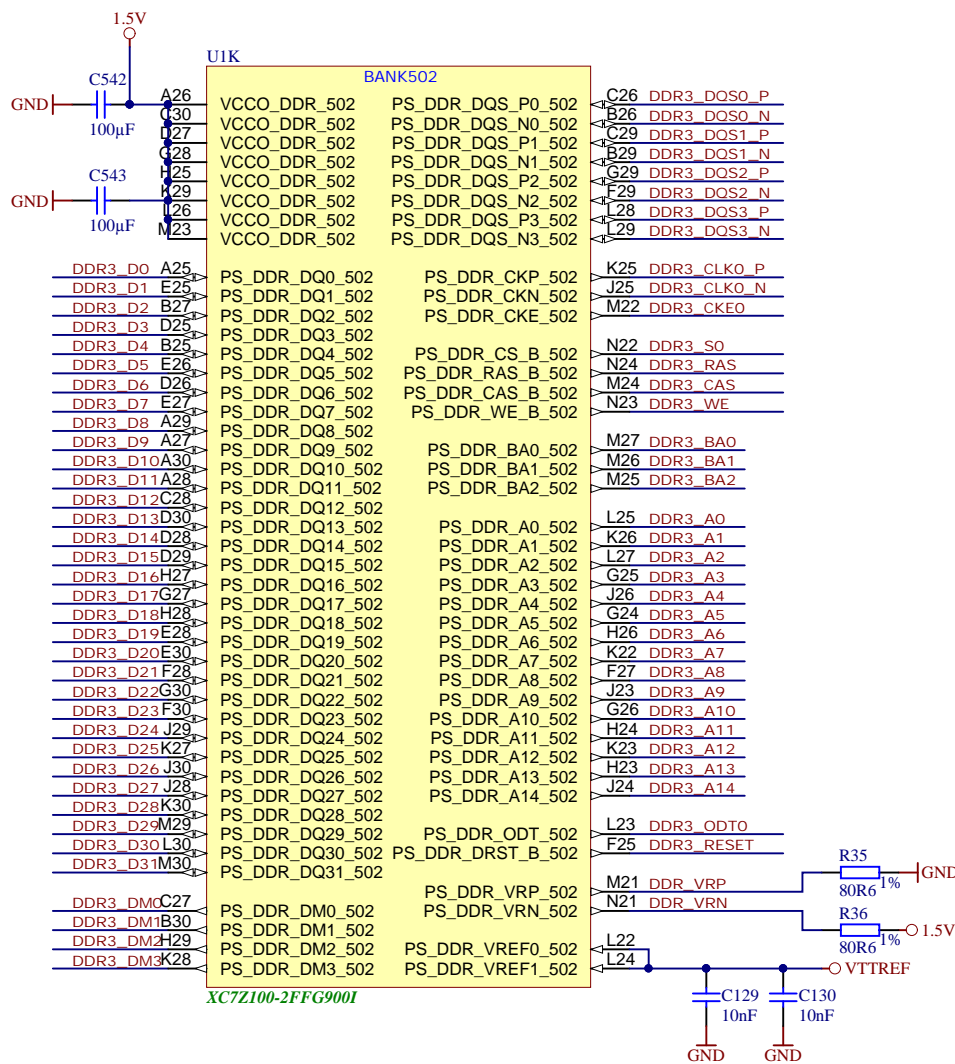 1.5V
U1K
BANK502
C542
GND
100µF
A26 VCCO_DDR_502 PS_DDR_DQS_P0_502 C26 DDR3_DQS0_P
C30 VCCO_DDR_502 PS_DDR_DQS_N0_502 B26 DDR3_DQS0_N
D27 VCCO_DDR_502 PS_DDR_DQS_P1_502 C29 DDR3_DQS1_P
G28 VCCO_DDR_502 PS_DDR_DQS_N1_502 B29 DDR3_DQS1_N
C543
GND
100µF
H25 VCCO_DDR_502 PS_DDR_DQS_P2_502 G29 DDR3_DQS2_P
K29 VCCO_DDR_502 PS_DDR_DQS_N2_502 F29 DDR3_DQS2_N
L26 VCCO_DDR_502 PS_DDR_DQS_P3_502 L28 DDR3_DQS3_P
M23 VCCO_DDR_502 PS_DDR_DQS_N3_502 L29 DDR3_DQS3_N
DDR3_D0 A25 PS_DDR_DQ0_502 PS_DDR_CKP_502 K25 DDR3_CLK0_P
DDR3_D1 E25 PS_DDR_DQ1_502 PS_DDR_CKN_502 J25 DDR3_CLK0_N
DDR3_D2 B27 PS_DDR_DQ2_502 PS_DDR_CKE_502 M22 DDR3_CKE0
DDR3_D3 D25 PS_DDR_DQ3_502
DDR3_D4 B25 PS_DDR_DQ4_502 PS_DDR_CS_B_502 N22 DDR3_S0
DDR3_D5 E26 PS_DDR_DQ5_502 PS_DDR_RAS_B_502 N24 DDR3_RAS
DDR3_D6 D26 PS_DDR_DQ6_502 PS_DDR_CAS_B_502 M24 DDR3_CAS
DDR3_D7 E27 PS_DDR_DQ7_502 PS_DDR_WE_B_502 N23 DDR3_WE
DDR3_D8 A29 PS_DDR_DQ8_502
DDR3_D9 A27 PS_DDR_DQ9_502 PS_DDR_BA0_502 M27 DDR3_BA0
DDR3_D10 A30 PS_DDR_DQ10_502 PS_DDR_BA1_502 M26 DDR3_BA1
DDR3_D11 A28 PS_DDR_DQ11_502 PS_DDR_BA2_502 M25 DDR3_BA2
DDR3_D12 C28 PS_DDR_DQ12_502
DDR3_D13 D30 PS_DDR_DQ13_502 PS_DDR_A0_502 L25 DDR3_A0
DDR3_D14 D28 PS_DDR_DQ14_502 PS_DDR_A1_502 K26 DDR3_A1
DDR3_D15 D29 PS_DDR_DQ15_502 PS_DDR_A2_502 L27 DDR3_A2
DDR3_D16 H27 PS_DDR_DQ16_502 PS_DDR_A3_502 G25 DDR3_A3
DDR3_D17 G27 PS_DDR_DQ17_502 PS_DDR_A4_502 J26 DDR3_A4
DDR3_D18 H28 PS_DDR_DQ18_502 PS_DDR_A5_502 G24 DDR3_A5
DDR3_D19 E28 PS_DDR_DQ19_502 PS_DDR_A6_502 H26 DDR3_A6
DDR3_D20 E30 PS_DDR_DQ20_502 PS_DDR_A7_502 K22 DDR3_A7
DDR3_D21 F28 PS_DDR_DQ21_502 PS_DDR_A8_502 F27 DDR3_A8
DDR3_D22 G30 PS_DDR_DQ22_502 PS_DDR_A9_502 J23 DDR3_A9
DDR3_D23 F30 PS_DDR_DQ23_502 PS_DDR_A10_502 G26 DDR3_A10
DDR3_D24 J29 PS_DDR_DQ24_502 PS_DDR_A11_502 H24 DDR3_A11
DDR3_D25 K27 PS_DDR_DQ25_502 PS_DDR_A12_502 K23 DDR3_A12
DDR3_D26 J30 PS_DDR_DQ26_502 PS_DDR_A13_502 H23 DDR3_A13
DDR3_D27 J28 PS_DDR_DQ27_502 PS_DDR_A14_502 J24 DDR3_A14
DDR3_D28 K30 PS_DDR_DQ28_502
DDR3_D29 M29 PS_DDR_DQ29_502 PS_DDR_ODT_502 L23 DDR3_ODT0
DDR3_D30 L30 PS_DDR_DQ30_502 PS_DDR_DRST_B_502 F25 DDR3_RESET
DDR3_D31 M30 PS_DDR_DQ31_502
R35
PS_DDR_VRP_502 M21 DDR_VRP 80R6 1% GND
DDR3_DM0 C27 PS_DDR_DM0_502 PS_DDR_VRN_502 N21 DDR_VRN
R36
DDR3_DM1 B30 PS_DDR_DM1_502 80R6 1% 1.5V
DDR3_DM2 H29 PS_DDR_DM2_502 PS_DDR_VREF0_502 L22
DDR3_DM3 K28 PS_DDR_DM3_502 PS_DDR_VREF1_502 L24 VTTREF
XC7Z100-2FFG900I
C129 C130
10nF 10nF
GND GND